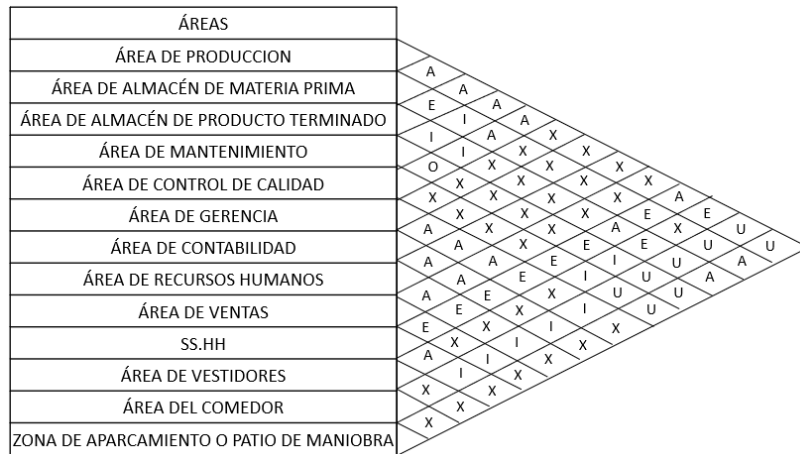 ÁREAS
ÁREA DE PRODUCCION
A
ÁREA DE ALMACÉN DE MATERIA PRIMA
A
E A
ÁREA DE ALMACÉN DE PRODUCTO TERMINADO
I A
I A X
ÁREA DE MANTENIMIENTO
I X X
O X X X
ÁREA DE CONTROL DE CALIDAD
X X X X
X X X X A
ÁREA DE GERENCIA
X X X E E
A X X A X U
ÁREA DE CONTABILIDAD
A X E E U U
A A E I U A
ÁREA DE RECURSOS HUMANOS
A E I U A
A E X U U
ÁREA DE VENTAS
E X I U
E X I X
SS.HH
X I X
A I X
ÁREA DE VESTIDORES
I X
X X
ÁREA DEL COMEDOR
X
X
ZONA DE APARCAMIENTO O PATIO DE MANIOBRA